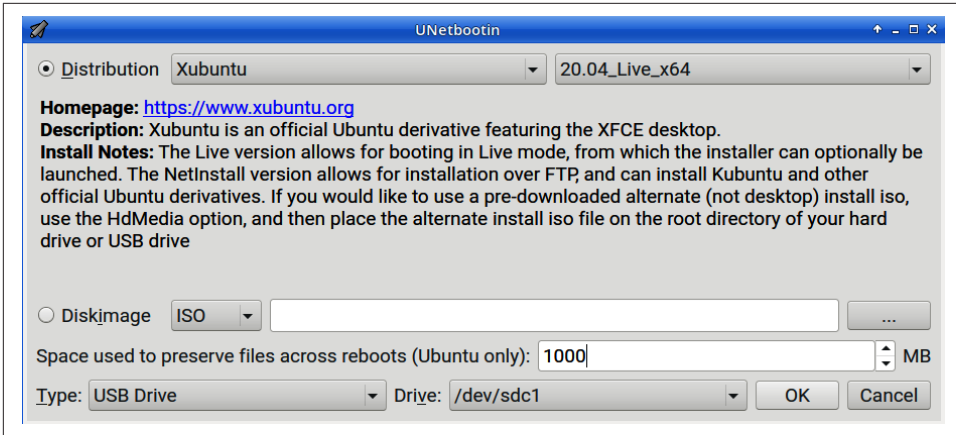 UNetbootin
Distribution Xubuntu 20.04_Live_x64
Homepage: https://www.xubuntu.org
Description: Xubuntu is an official Ubuntu derivative featuring the XFCE desktop.
Install Notes: The Live version allows for booting in Live mode, from which the installer can optionally be
launched. The NetInstall version allows for installation over FTP, and can install Kubuntu and other
official Ubuntu derivatives. If you would like to use a pre-downloaded alternate (not desktop) install iso,
use the HdMedia option, and then place the alternate install iso file on the root directory of your hard
drive or USB drive
Diskimage ISO ...
Space used to preserve files across reboots (Ubuntu only): 1000 MB
Type: USB Drive Drive: /dev/sdc1 OK Cancel